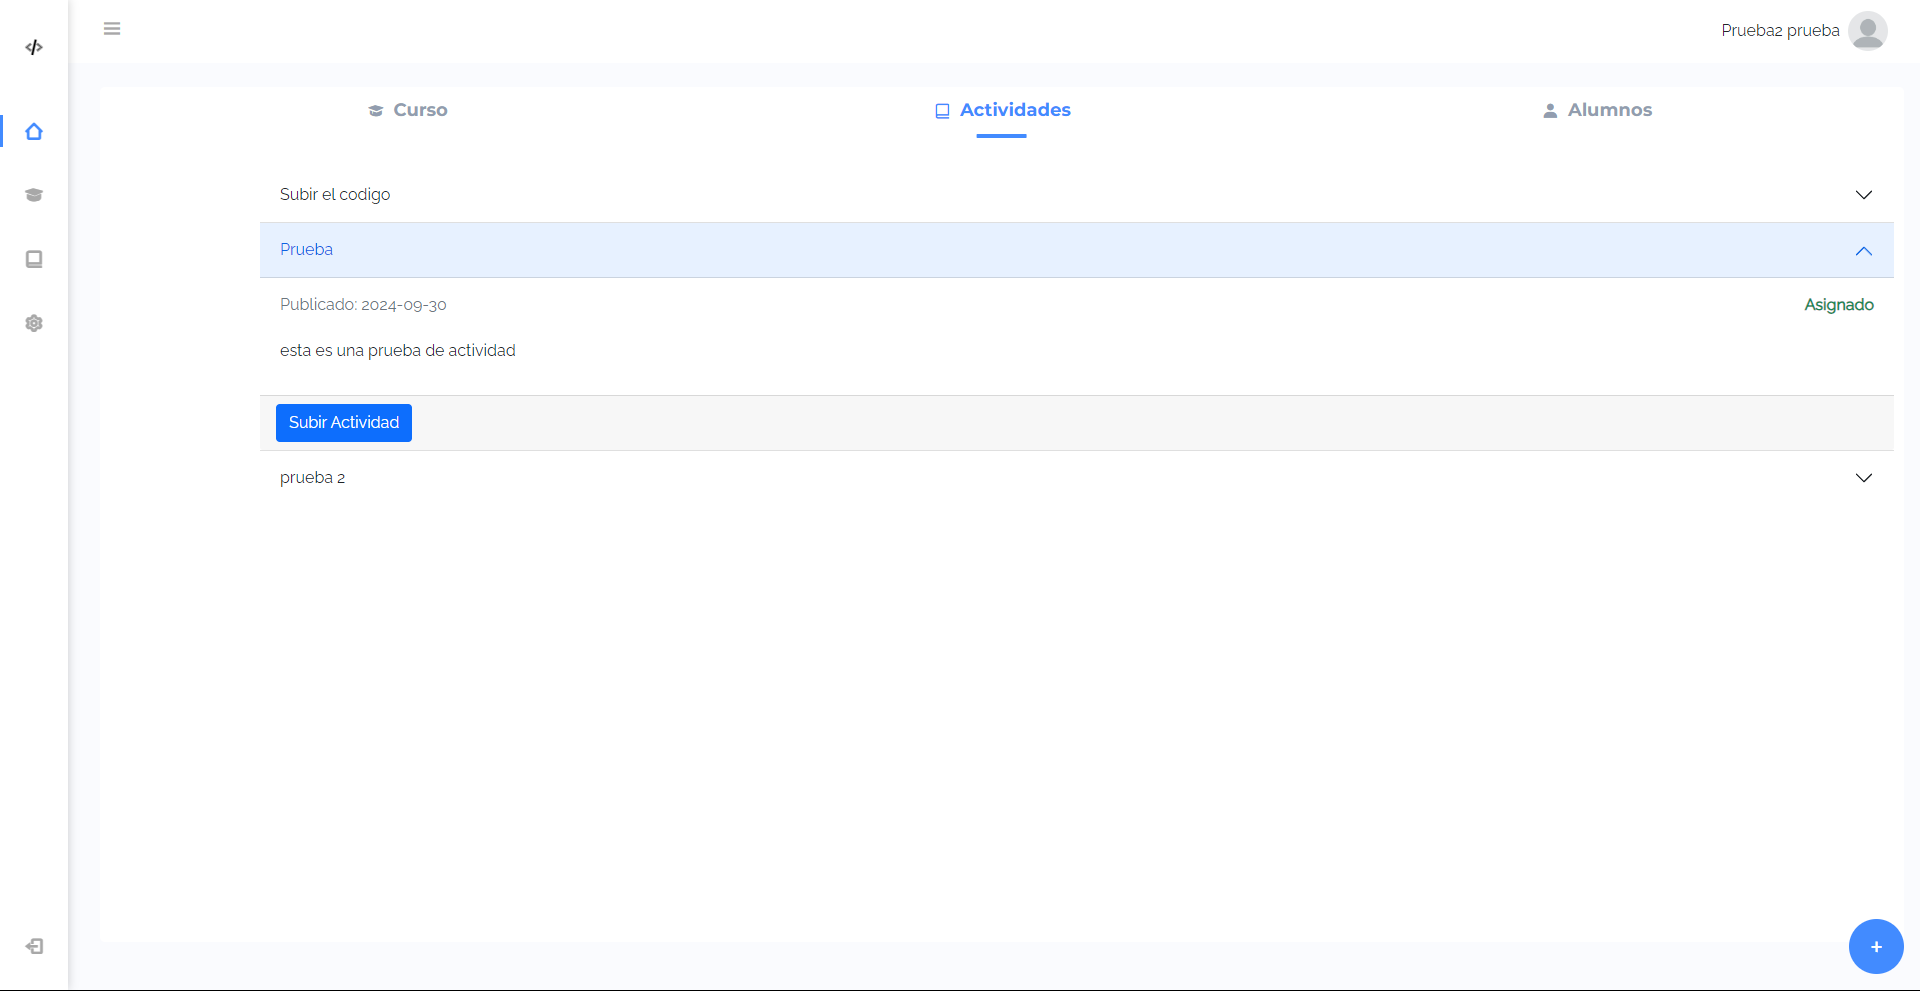 Prueba2 prueba
Curso
Actividades
Alumnos
Subir el codigo
Prueba
Publicado: 2024-09-30
Asignado
esta es una prueba de actividad
Subir Actividad
prueba 2
+